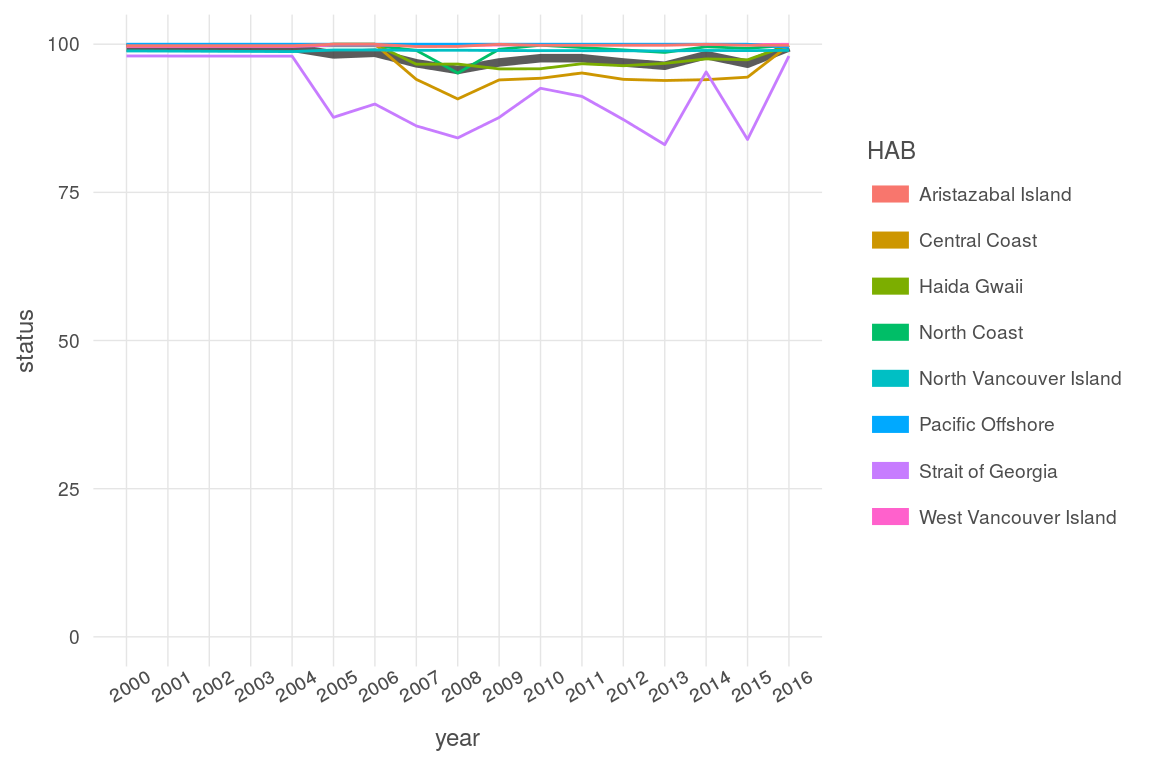 100
75
50
25
0
status
2000
2001
2002
2003
2004
2005
2006
2007
2008
2009
2010
2011
2012
2013
2014
2015
2016
year
HAB
Aristazabal Island
Central Coast
Haida Gwaii
North Coast
North Vancouver Island
Pacific Offshore
Strait of Georgia
West Vancouver Island